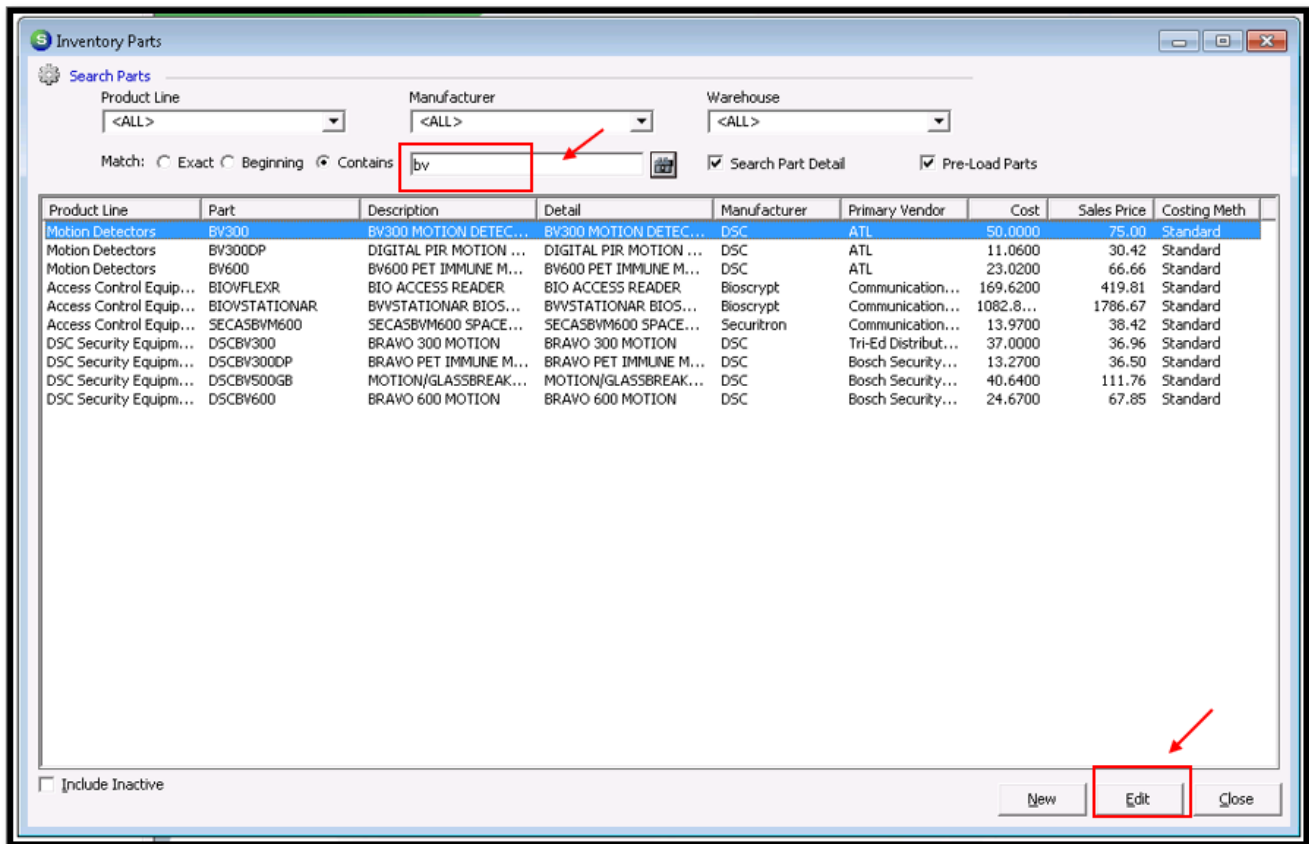 S Inventory Parts
Search Parts
Product Line Manufacturer Warehouse
<ALL> <ALL> <ALL>
Match: Exact Beginning Contains bv Search Part Detail Pre-Load Parts
Product Line Part Description Detail Manufacturer Primary Vendor Cost Sales Price Costing Meth
Motion Detectors BV300 BV300 MOTION DETEC... BV300 MOTION DETEC... DSC ATL 50.0000 75.00 Standard
Motion Detectors BV300DP DIGITAL PIR MOTION ... DIGITAL PIR MOTION ... DSC ATL 11.0600 30.42 Standard
Motion Detectors BV600 BV600 PET IMMUNE M... BV600 PET IMMUNE M... DSC ATL 23.0200 66.66 Standard
Access Control Equip... BIOVFLEXR BIO ACCESS READER BIO ACCESS READER Bioscrypt Communication... 169.6200 419.81 Standard
Access Control Equip... BIOVSTATIONAR BVVSTATIONAR BIOS... BVVSTATIONAR BIOS... Bioscrypt Communication... 1082.8... 1786.67 Standard
Access Control Equip... SECASBVM600 SECASBVM600 SPACE... SECASBVM600 SPACE... Securitron Communication... 13.9700 38.42 Standard
DSC Security Equipm... DSCBV300 BRAVO 300 MOTION BRAVO 300 MOTION DSC Tri-Ed Distribut... 37.0000 36.96 Standard
DSC Security Equipm... DSCBV300DP BRAVO PET IMMUNE M... BRAVO PET IMMUNE M... DSC Bosch Security... 13.2700 36.50 Standard
DSC Security Equipm... DSCBV500GB MOTION/GLASSBREAK... MOTION/GLASSBREAK... DSC Bosch Security... 40.6400 111.76 Standard
DSC Security Equipm... DSCBV600 BRAVO 600 MOTION BRAVO 600 MOTION DSC Bosch Security... 24.6700 67.85 Standard
Include Inactive
New Edit Close